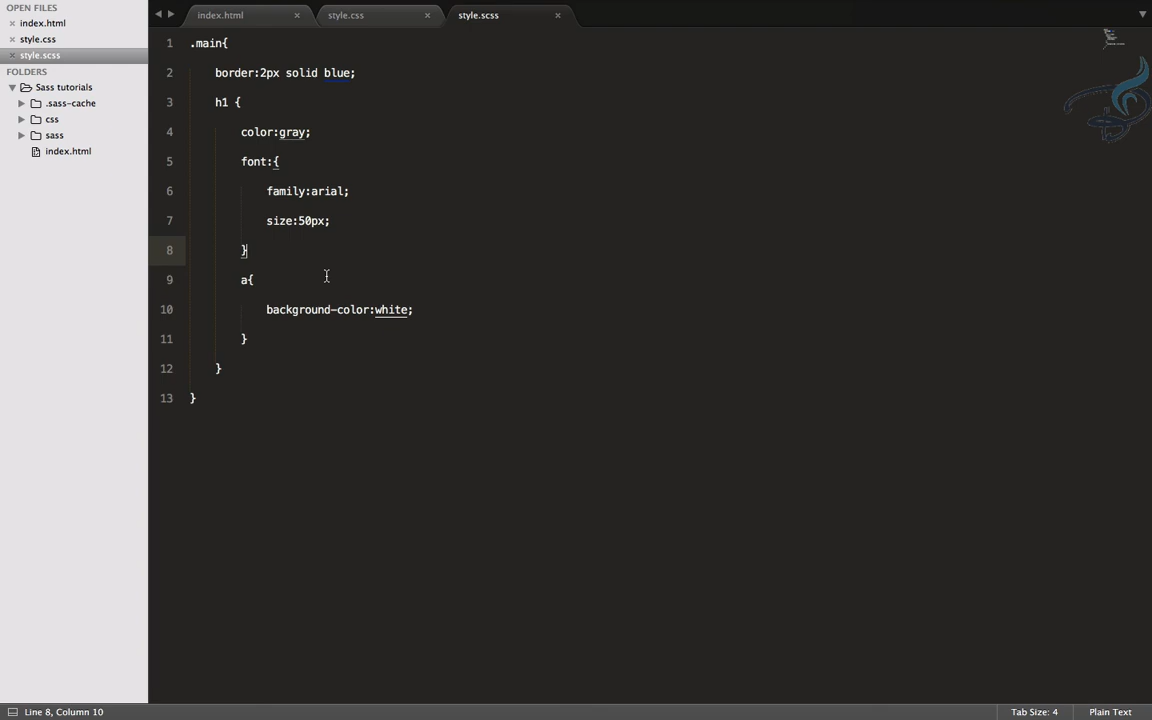 OPEN FILES
index.html
style.css
style.scss
FOLDERS
Sass tutorials
.sass-cache
css
sass
index.html
index.html
style.css
style.scss
1 .main{
2 border:2px solid blue;
3 h1 {
4 color:gray;
5 font:{
6 family:arial;
7 size:50px;
8 }
9 a{
10 background-color:white;
11 }
12 }
13 }
Line 8, Column 10
Tab Size: 4
Plain Text